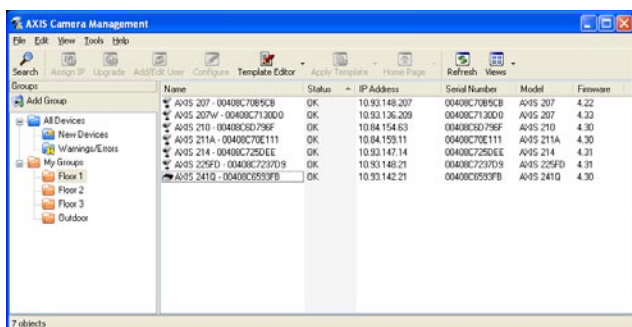 AXIS Camera Management
File Edit View Tools Help
Search Assign IP Upgrade Add/Edit User Configure Template Editor Apply Template Home Page Refresh Views
Groups
Add Group
All Devices
New Devices
Warnings/Errors
My Groups
Floor 1
Floor 2
Floor 3
Outdoor
Name Status IP Address Serial Number Model Firmware
AXIS 207 - 00408C70B5CB OK 10.93.148.207 00408C70B5CB AXIS 207 4.22
AXIS 207W - 00408C7130D0 OK 10.93.136.209 00408C7130D0 AXIS 207 4.33
AXIS 210 - 00408C6D796F OK 10.84.154.63 00408C6D796F AXIS 210 4.30
AXIS 211A - 00408C70E111 OK 10.84.159.11 00408C70E111 AXIS 211A 4.30
AXIS 214 - 00408C725DEE OK 10.93.147.14 00408C725DEE AXIS 214 4.31
AXIS 225FD - 00408C7237D9 OK 10.93.148.21 00408C7237D9 AXIS 225FD 4.31
AXIS 241Q - 00408C6593FB OK 10.93.142.21 00408C6593FB AXIS 241Q 4.30
7 objects